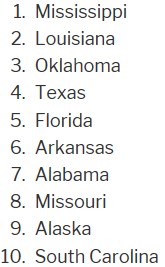 1. Mississippi
2. Louisiana
3. Oklahoma
4. Texas
5. Florida
6. Arkansas
7. Alabama
8. Missouri
9. Alaska
10. South Carolina